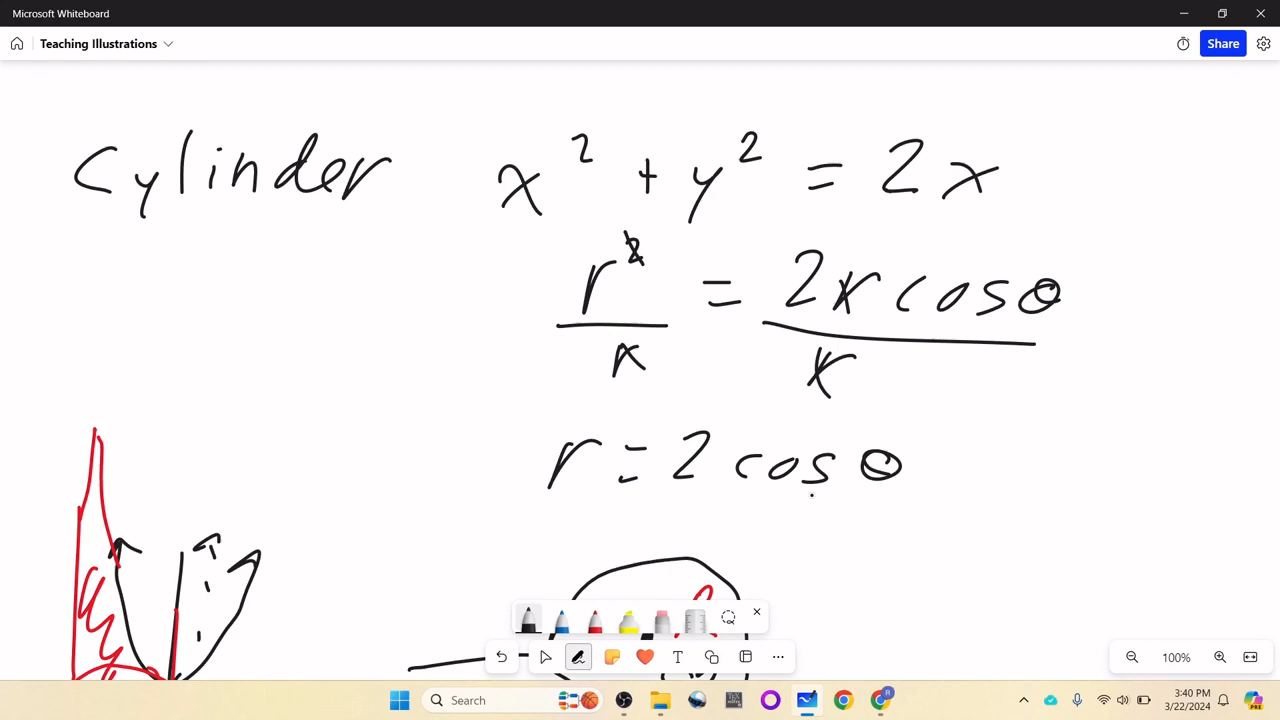 Microsoft Whiteboard
Teaching Illustrations
Share
Cylinder x² + y² = 2x
r² / r = 2r cosθ / r
r = 2 cos θ
100%
Search
3:40 PM
3/22/2024